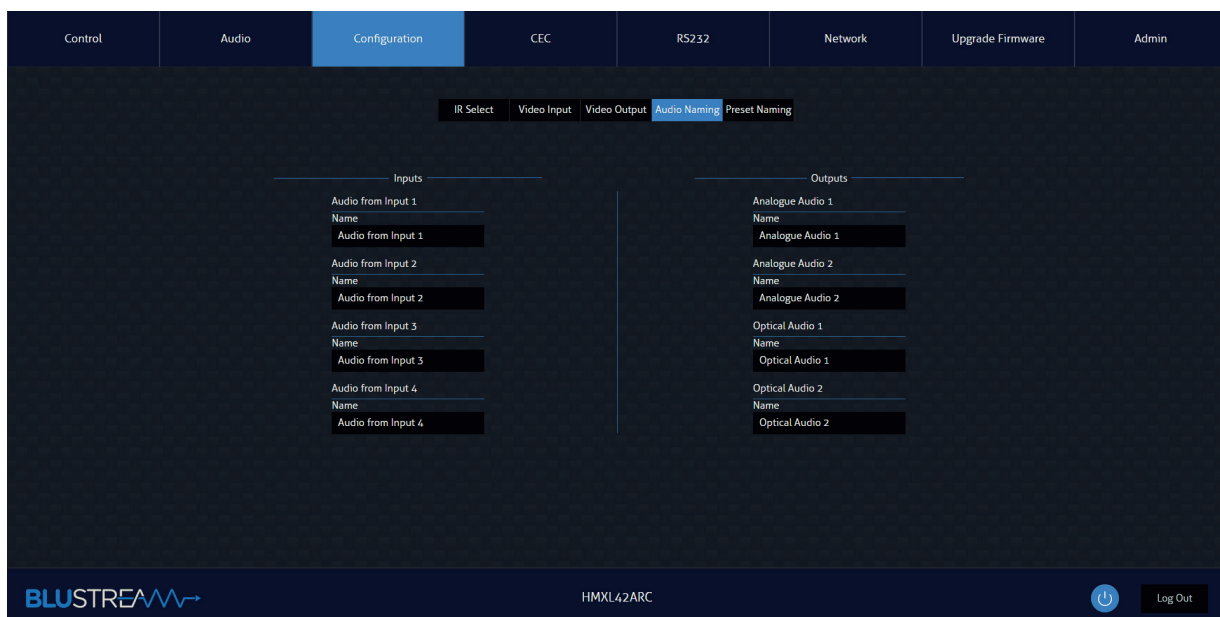 Control Audio Configuration CEC RS232 Network Upgrade Firmware Admin
IR Select Video Input Video Output Audio Naming Preset Naming
Inputs
Audio from Input 1
Name
Audio from Input 1
Audio from Input 2
Name
Audio from Input 2
Audio from Input 3
Name
Audio from Input 3
Audio from Input 4
Name
Audio from Input 4
Outputs
Analogue Audio 1
Name
Analogue Audio 1
Analogue Audio 2
Name
Analogue Audio 2
Optical Audio 1
Name
Optical Audio 1
Optical Audio 2
Name
Optical Audio 2
BLUSTREAM HMXL42ARC Log Out